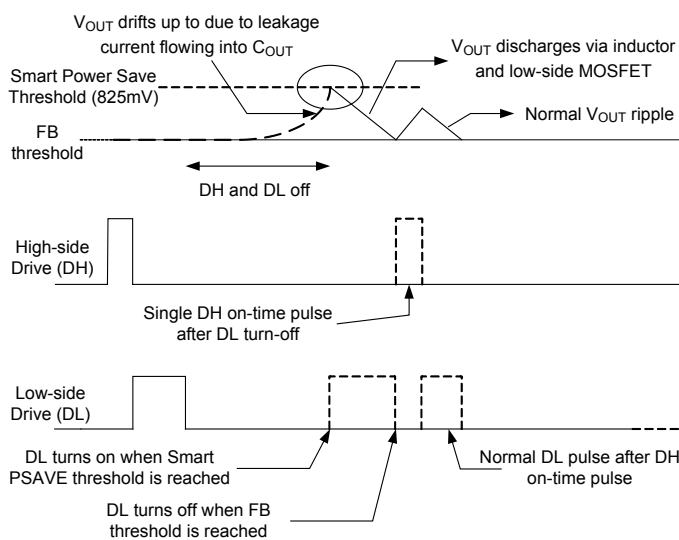 VOUT drifts up to due to leakage
current flowing into COUT
VOUT discharges via inductor
and low-side MOSFET
Smart Power Save
Threshold (825mV)
Normal VOUT ripple
FB
threshold
DH and DL off
High-side
Drive (DH)
Single DH on-time pulse
after DL turn-off
Low-side
Drive (DL)
DL turns on when Smart
PSAVE threshold is reached
Normal DL pulse after DH
on-time pulse
DL turns off when FB
threshold is reached